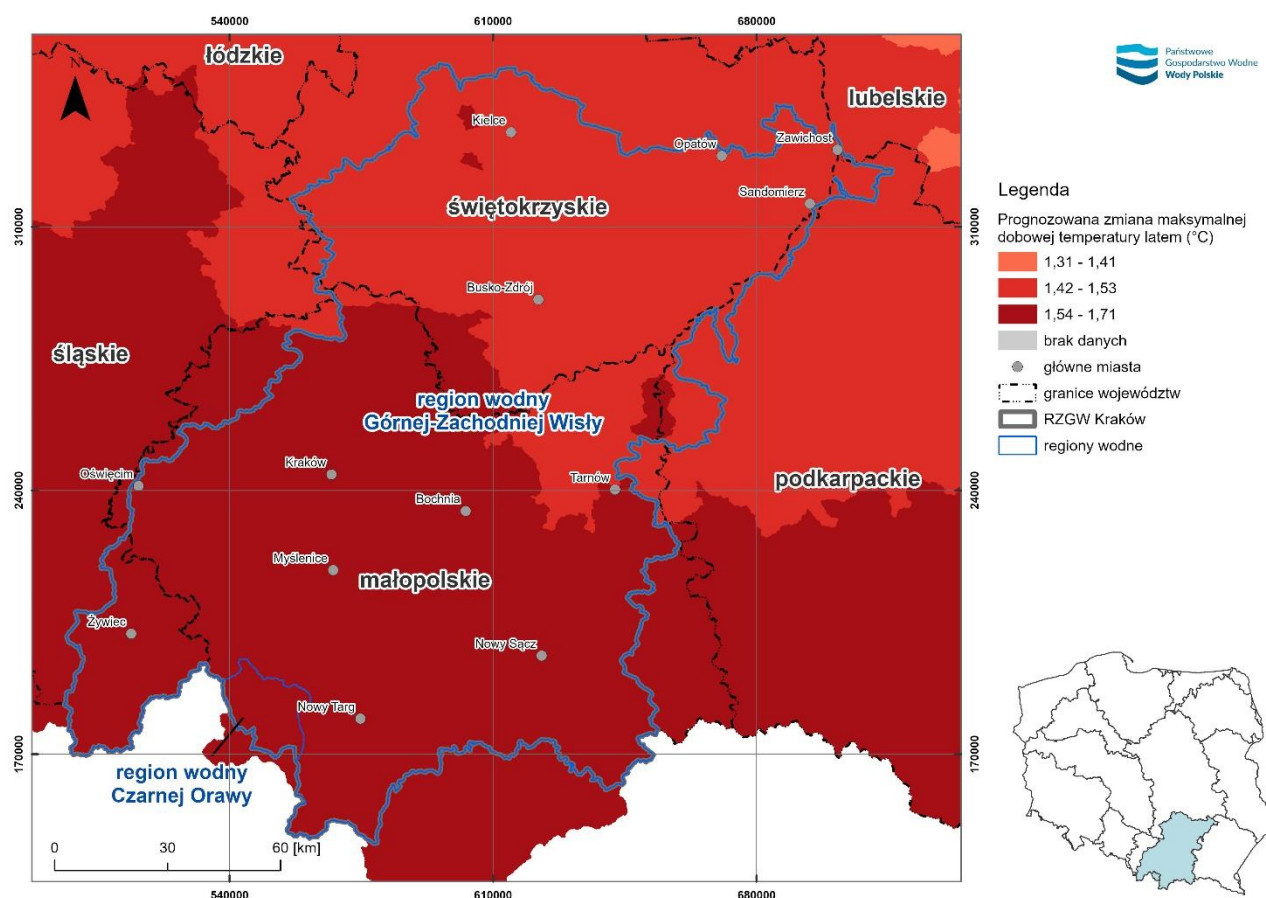 540000 610000 680000
łódzkie
N
lubelskie
Kielce
Opatów
Zawichost
Sandomierz
świętokrzyskie
310000 310000
Busko-Zdrój
śląskie
region wodny
Górnej-Zachodniej Wisły
Oświęcim
Kraków
Tarnów
podkarpackie
240000 240000
Bochnia
Myślenice
małopolskie
Żywiec
Nowy Sącz
Nowy Targ
170000 170000
region wodny
Czarnej Orawy
0 30 60 [km]
540000 610000 680000
Państwowe
Gospodarstwo Wodne
Wody Polskie
Legenda
Prognozowana zmiana maksymalnej
dobowej temperatury latem (°C)
1,31 - 1,41
1,42 - 1,53
1,54 - 1,71
brak danych
główne miasta
granice województw
RZGW Kraków
regiony wodne